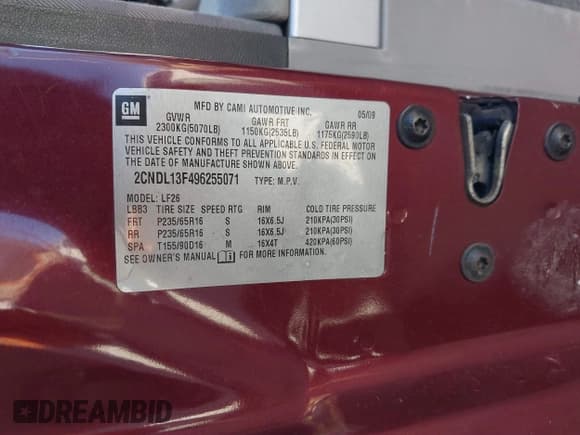 GM
MFD BY CAMI AUTOMOTIVE INC. 05/09
GVWR GAWR FRT GAWR RR
2300KG(5070LB) 1150KG(2535LB) 1175KG(2590LB)
THIS VEHICLE CONFORMS TO ALL APPLICABLE U.S. FEDERAL MOTOR
VEHICLE SAFETY AND THEFT PREVENTION STANDARDS IN EFFECT ON
THE DATE OF MANUFACTURE SHOWN ABOVE.
2CNDL13F496255071 TYPE: M.P.V.
MODEL: LF26
LBB3 TIRE SIZE SPEED RTG RIM COLD TIRE PRESSURE
FRT P235/65R16 S 16X6.5J 210KPA(30PSI)
RR P235/65R16 S 16X6.5J 210KPA(30PSI)
SPA T155/90D16 M 16X4T 420KPA(60PSI)
SEE OWNER'S MANUAL FOR MORE INFORMATION.
DREAMBID